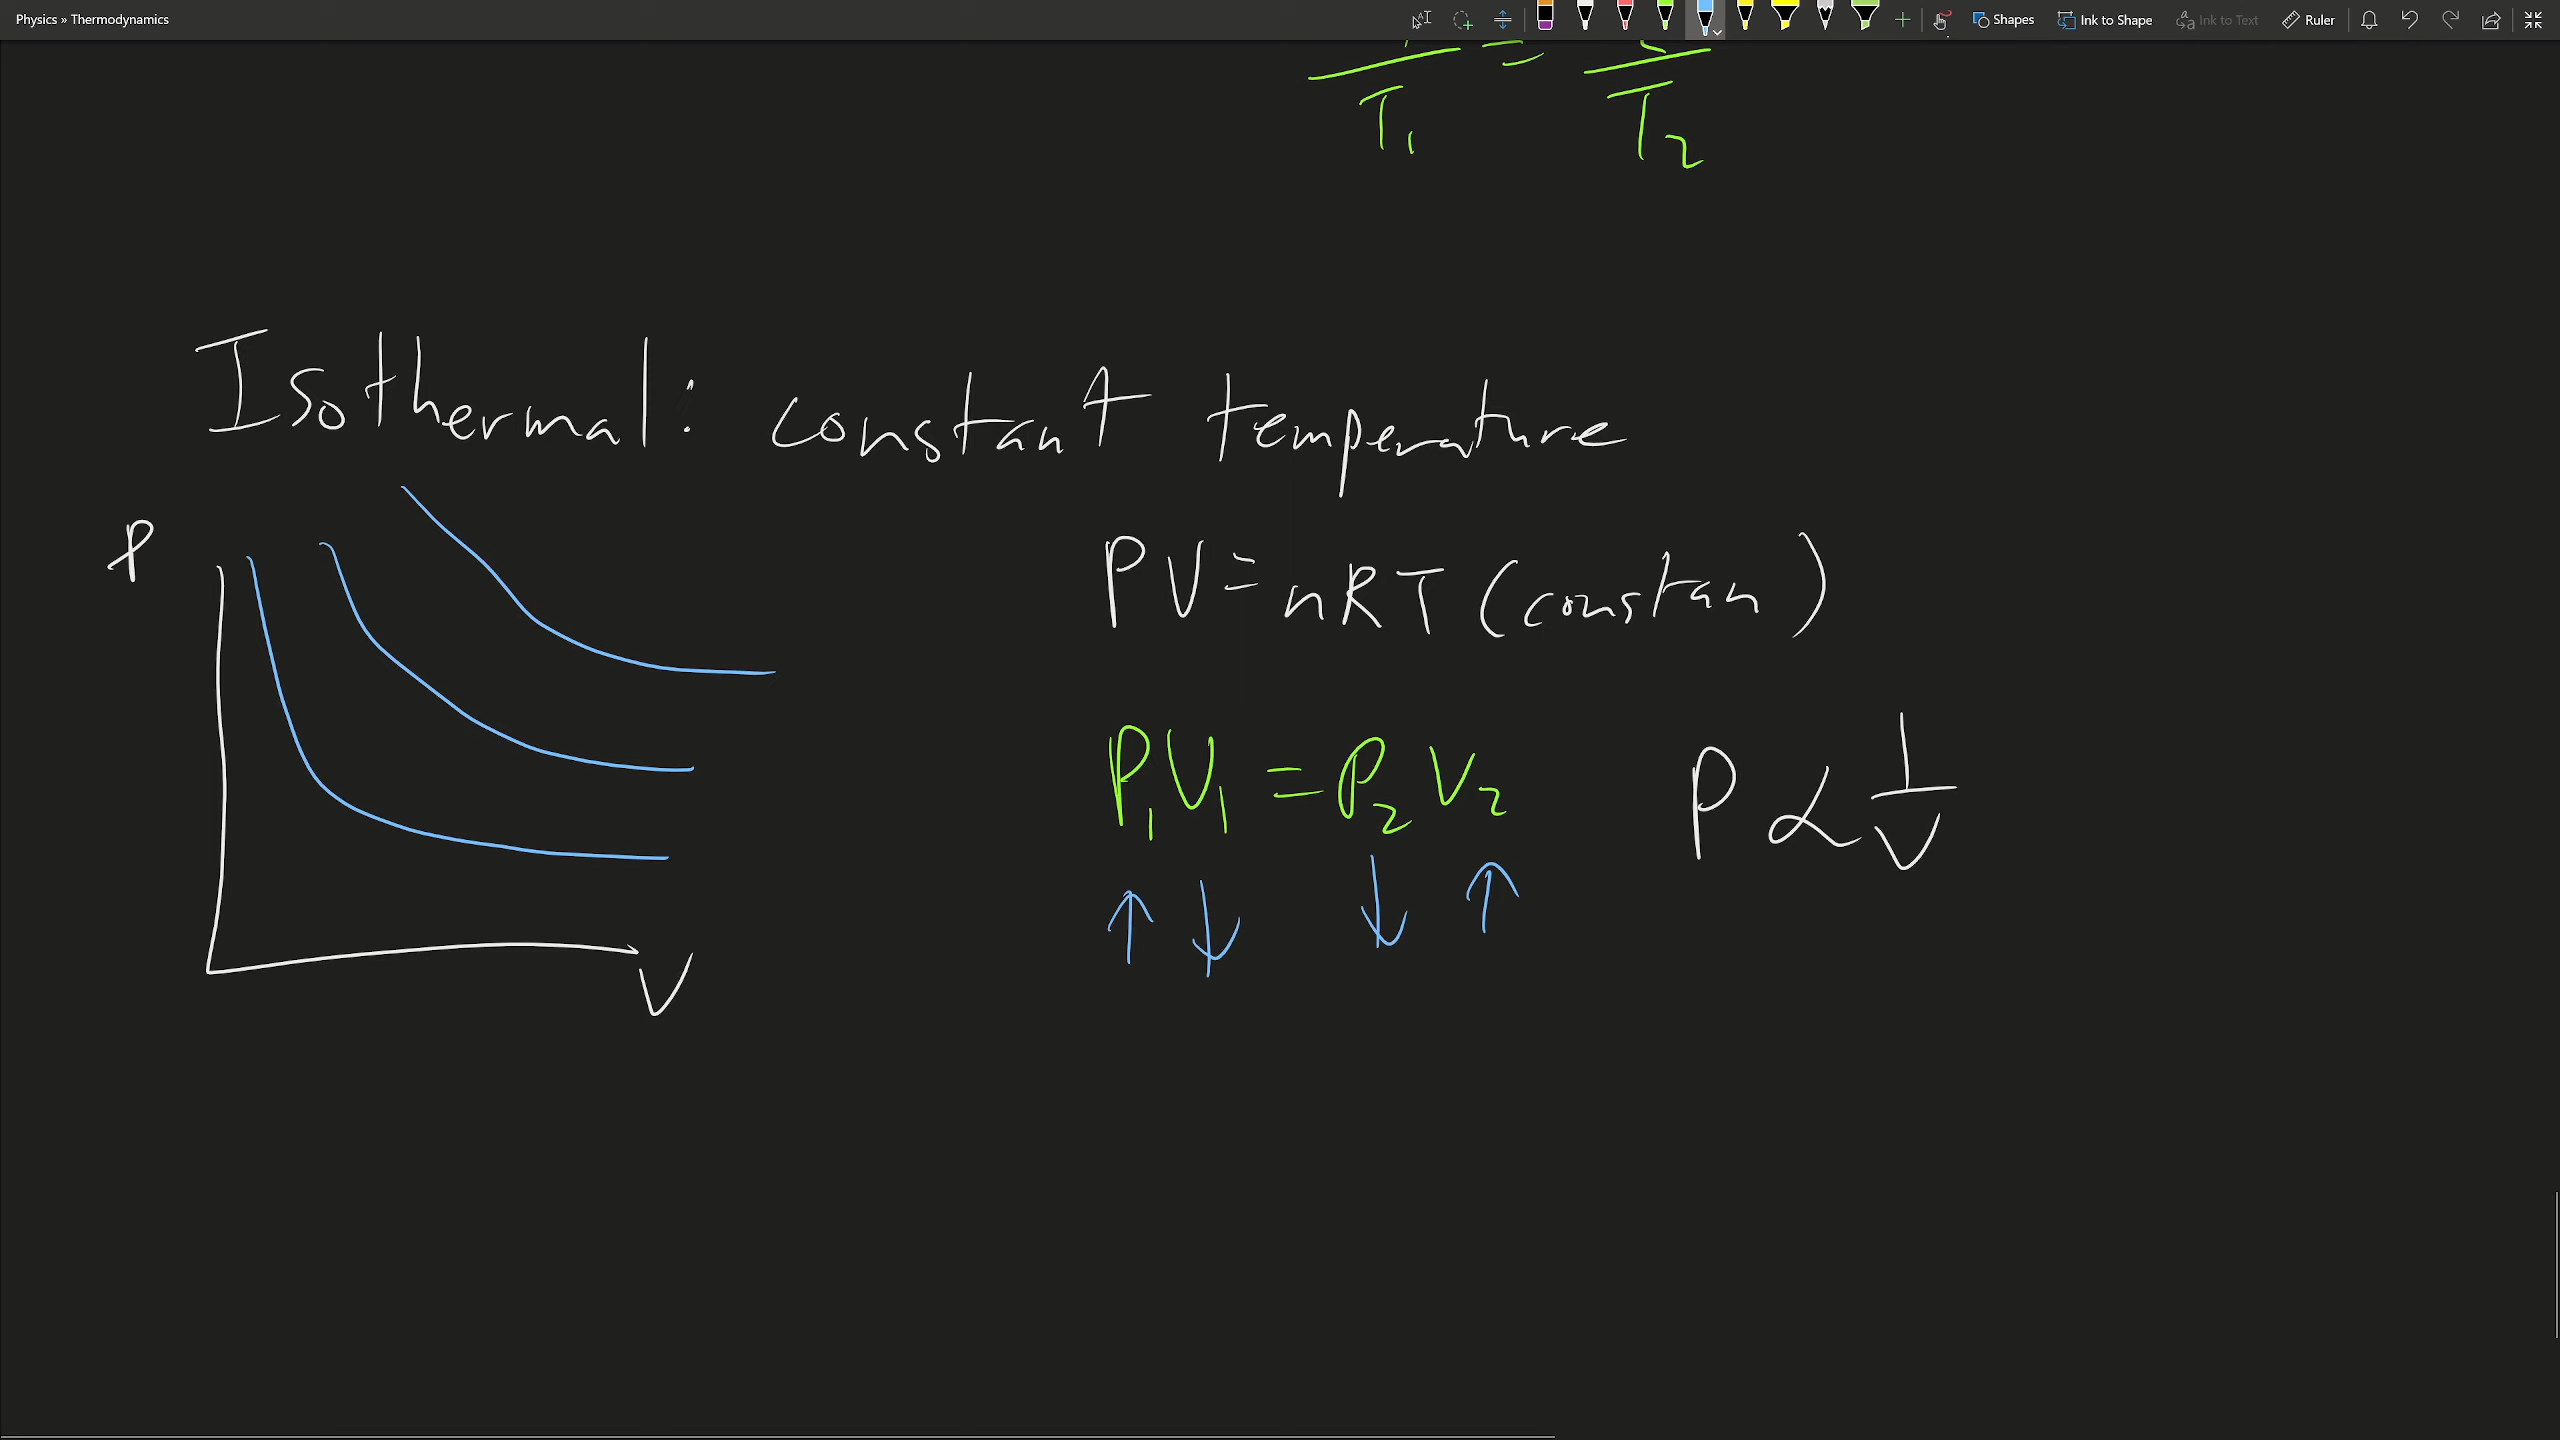 Physics » Thermodynamics
Shapes Ink to Shape Ink to Text Ruler
=
T₁ T₂
Isothermal: constant temperature
P
PV = nRT (constan )
P₁V₁ = P₂V₂ P ∝ 1/V
↑ ↓ ↓ ↑
V